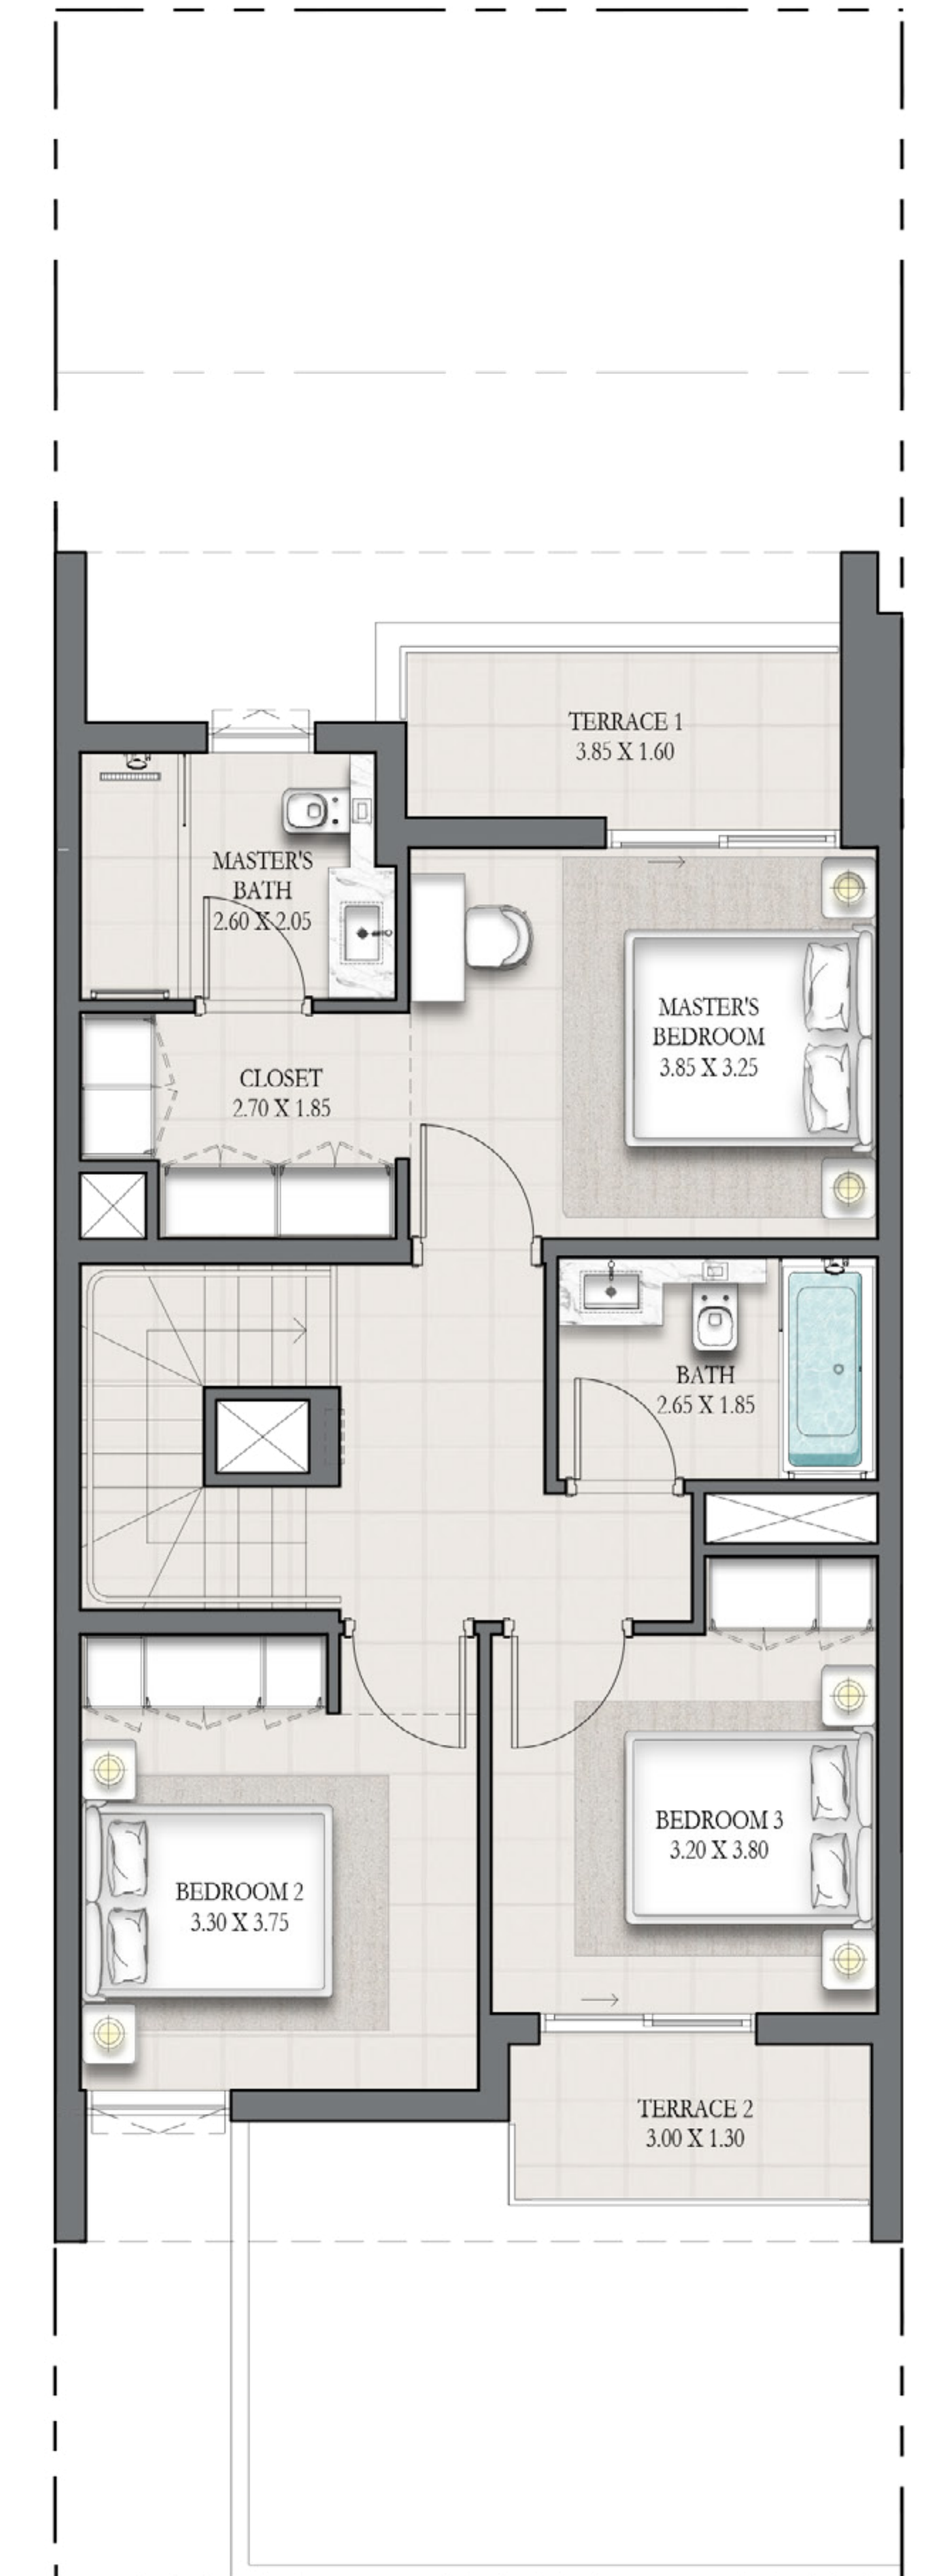 TERRACE 1
3.85 X 1.60
MASTER'S
BATH
2.60 X 2.05
MASTER'S
BEDROOM
3.85 X 3.25
CLOSET
2.70 X 1.85
BATH
2.65 X 1.85
BEDROOM 3
3.20 X 3.80
BEDROOM 2
3.30 X 3.75
TERRACE 2
3.00 X 1.30